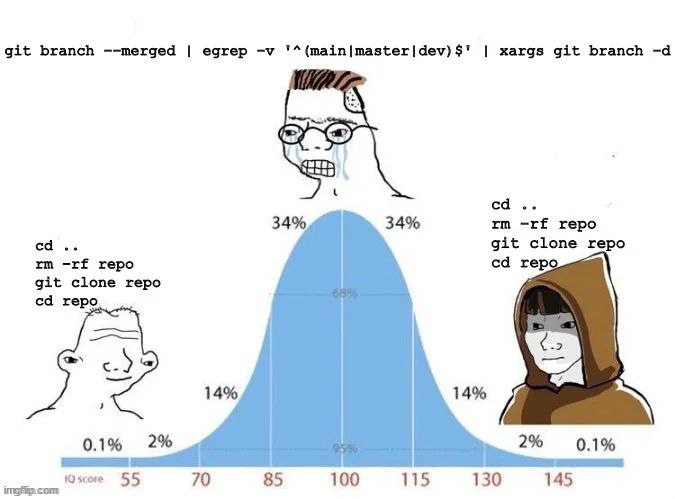 git branch --merged | egrep -v '^(main|master|dev)$' | xargs git branch -d
cd ..
rm -rf repo
git clone repo
cd repo
34%
34%
cd ..
rm -rf repo
git clone repo
cd repo
68%
14%
14%
0.1%
2%
95%
2%
0.1%
IQ score
55
70
85
100
115
130
145
imgflip.com